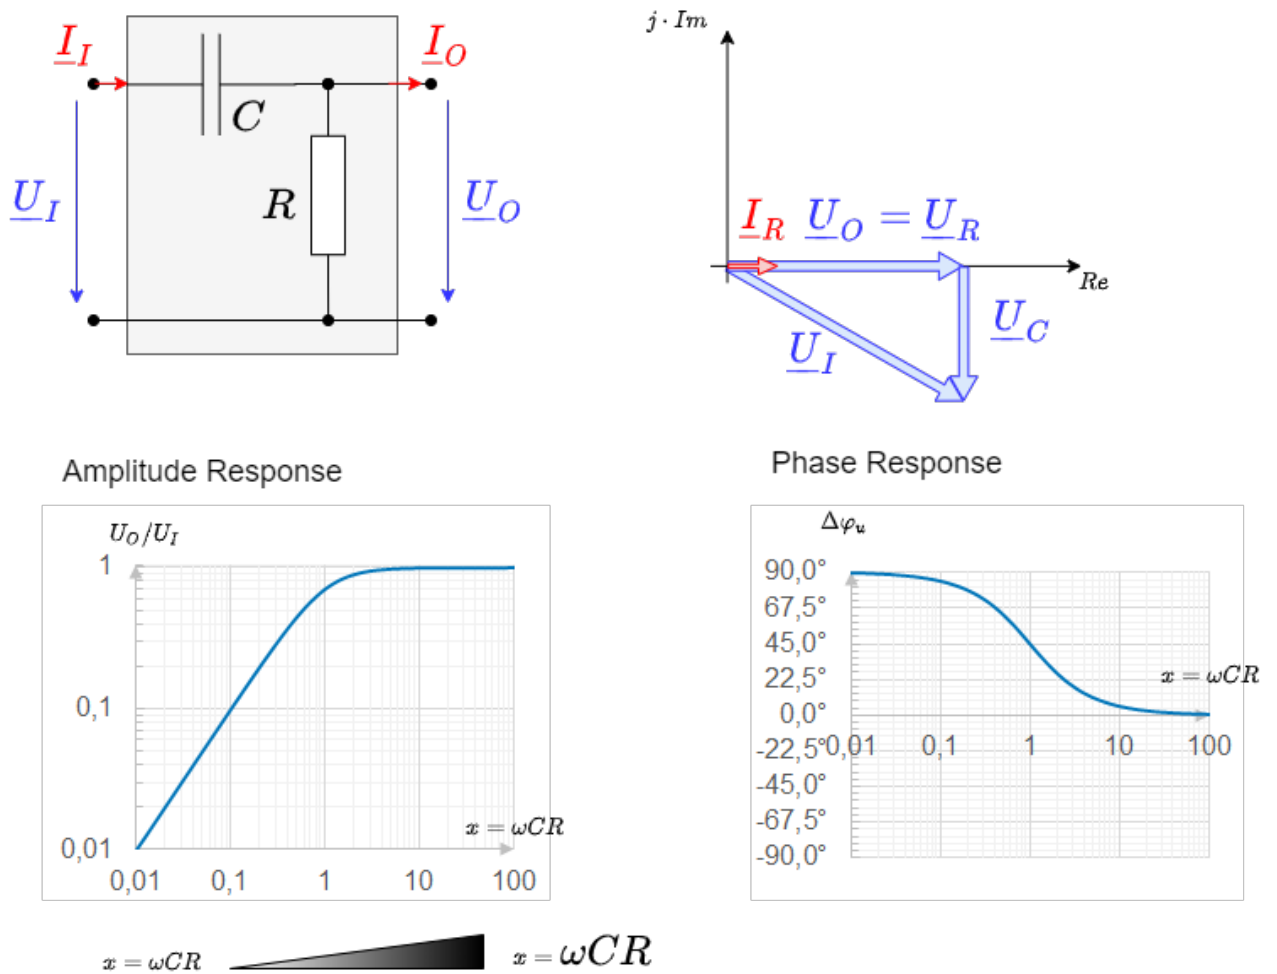 I_I
I_O
C
U_I
R
U_O
j · Im
I_R U_O = U_R
Re
U_C
U_I
Amplitude Response
U_O/U_I
1
0,1
0,01
x = ωCR
0,01 0,1 1 10 100
Phase Response
Δφ_u
90,0°
67,5°
45,0°
22,5°
x = ωCR
0,0°
-22,5° 0,01 0,1 1 10 100
-45,0°
-67,5°
-90,0°
x = ωCR x = ωCR